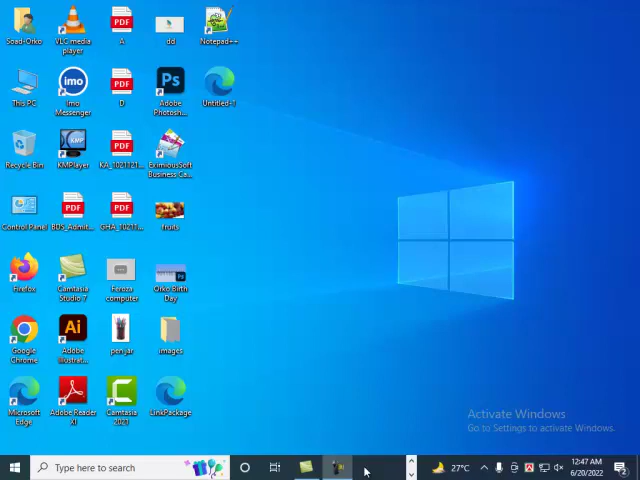 Soad-Orko
VLC media player
A
dd
Notepad++
This PC
Imo Messenger
D
Adobe Photosh...
Untitled-1
Recycle Bin
KMPlayer
KA_1021121...
EximiousSoft Business Ca...
Control Panel
BDS_Admit...
GHA_10211...
fruits
Firefox
Camtasia Studio 7
Feroza computer
Orko Birth Day
Google Chrome
Adobe Illustrat...
penjar
images
Microsoft Edge
Adobe Reader XI
Camtasia 2021
LinkPackage
Activate Windows
Go to Settings to activate Windows.
Type here to search
27°C
12:47 AM
6/20/2022
2